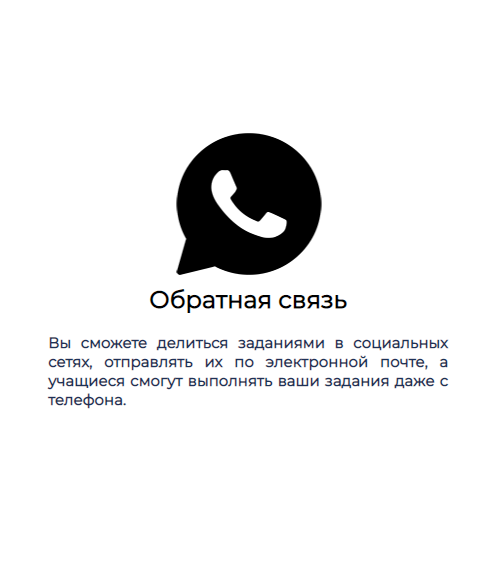 Обратная связь
Вы сможете делиться заданиями в социальных
сетях, отправлять их по электронной почте, а
учащиеся смогут выполнять ваши задания даже с
телефона.